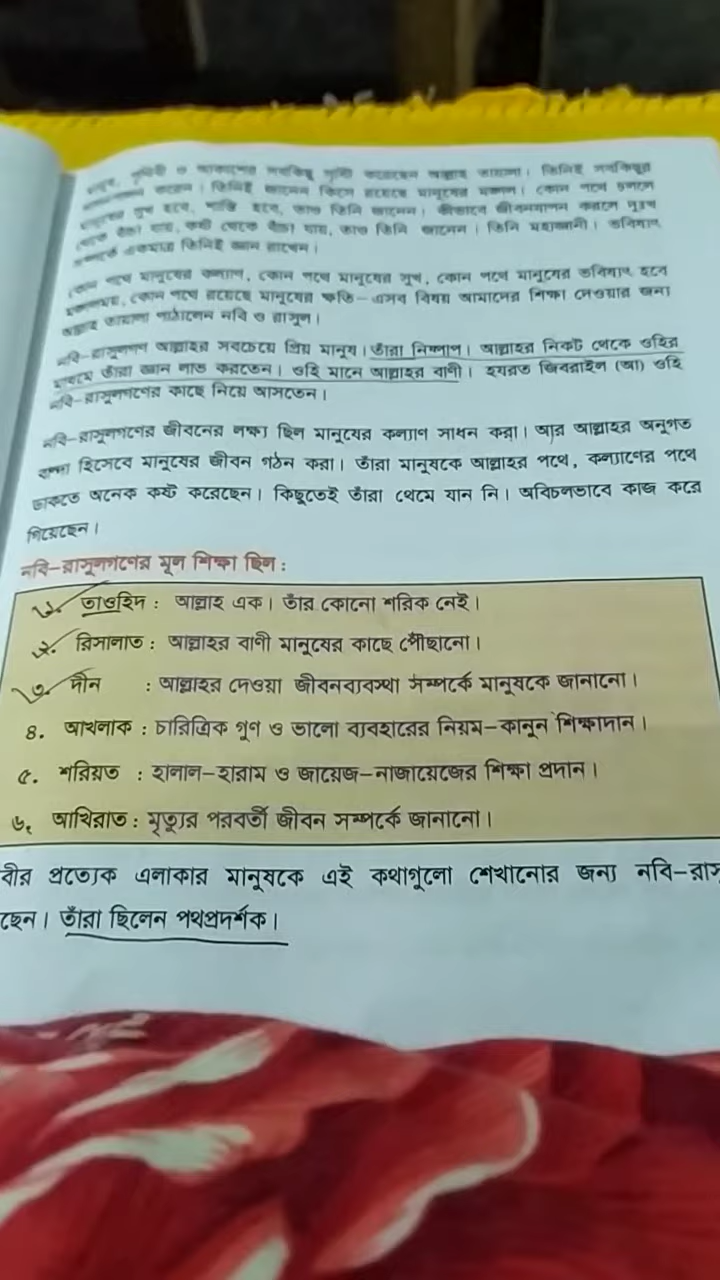 পৃথিবী ও আকাশের সবকিছু সৃষ্টি করেছেন আল্লাহ তায়ালা। তিনিই সবকিছুর
করেন। তিনিই জানেন কিসে রয়েছে মানুষের মঙ্গল। কোন পথে চললে
মানুষের সুখ হবে, শান্তি হবে, তাও তিনি জানেন। কীভাবে জীবনযাপন করলে দুঃখ
থেকে বাঁচা যায়, কষ্ট থেকে বাঁচা যায়, তাও তিনি জানেন। তিনি মহাজ্ঞানী। ভবিষ্যৎ
সম্পর্কে একমাত্র তিনিই জ্ঞান রাখেন।
কোন পথে মানুষের কল্যাণ, কোন পথে মানুষের সুখ, কোন পথে মানুষের ভবিষ্যৎ হবে
মঙ্গলময়, কোন পথে রয়েছে মানুষের ক্ষতি–এসব বিষয় আমাদের শিক্ষা দেওয়ার জন্য
আল্লাহ তায়ালা পাঠালেন নবি ও রাসুল।
নবি–রাসুলগণ আল্লাহর সবচেয়ে প্রিয় মানুষ। তাঁরা নিষ্পাপ। আল্লাহর নিকট থেকে ওহির
মাধ্যমে তাঁরা জ্ঞান লাভ করতেন। ওহি মানে আল্লাহর বাণী। হযরত জিবরাইল (আ) ওহি
নবি–রাসুলগণের কাছে নিয়ে আসতেন।
নবি–রাসুলগণের জীবনের লক্ষ্য ছিল মানুষের কল্যাণ সাধন করা। আর আল্লাহর অনুগত
বান্দা হিসেবে মানুষের জীবন গঠন করা। তাঁরা মানুষকে আল্লাহর পথে, কল্যাণের পথে
ডাকতে অনেক কষ্ট করেছেন। কিছুতেই তাঁরা থেমে যান নি। অবিচলভাবে কাজ করে
গিয়েছেন।
নবি–রাসুলগণের মূল শিক্ষা ছিল :
১. তাওহিদ : আল্লাহ এক। তাঁর কোনো শরিক নেই।
২. রিসালাত : আল্লাহর বাণী মানুষের কাছে পৌঁছানো।
৩. দীন : আল্লাহর দেওয়া জীবনব্যবস্থা সম্পর্কে মানুষকে জানানো।
৪. আখলাক : চারিত্রিক গুণ ও ভালো ব্যবহারের নিয়ম–কানুন শিক্ষাদান।
৫. শরিয়ত : হালাল–হারাম ও জায়েজ–নাজায়েজের শিক্ষা প্রদান।
৬. আখিরাত : মৃত্যুর পরবর্তী জীবন সম্পর্কে জানানো।
বীর প্রত্যেক এলাকার মানুষকে এই কথাগুলো শেখানোর জন্য নবি–রাস
ছেন। তাঁরা ছিলেন পথপ্রদর্শক।